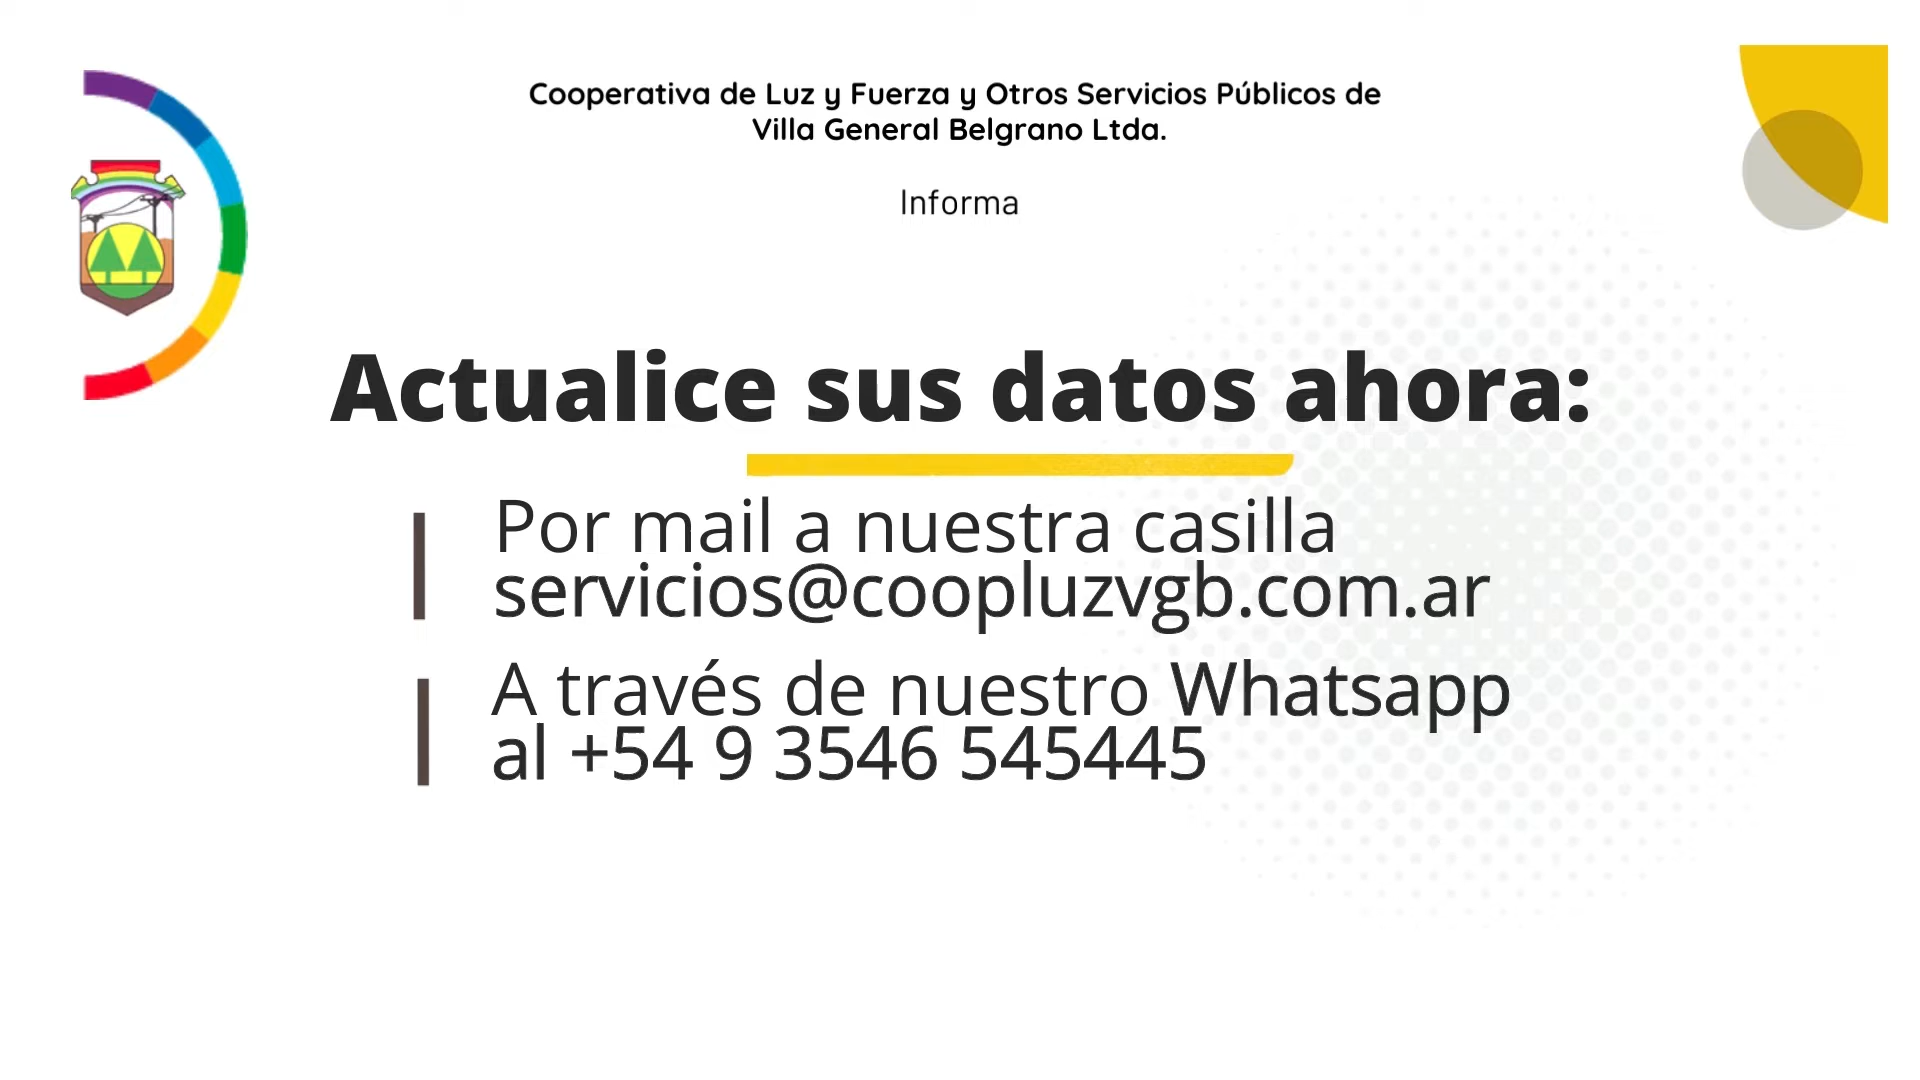 Cooperativa de Luz y Fuerza y Otros Servicios Públicos de
Villa General Belgrano Ltda.
Informa
Actualice sus datos ahora:
Por mail a nuestra casilla
servicios@coopluzvgb.com.ar
A través de nuestro Whatsapp
al +54 9 3546 545445